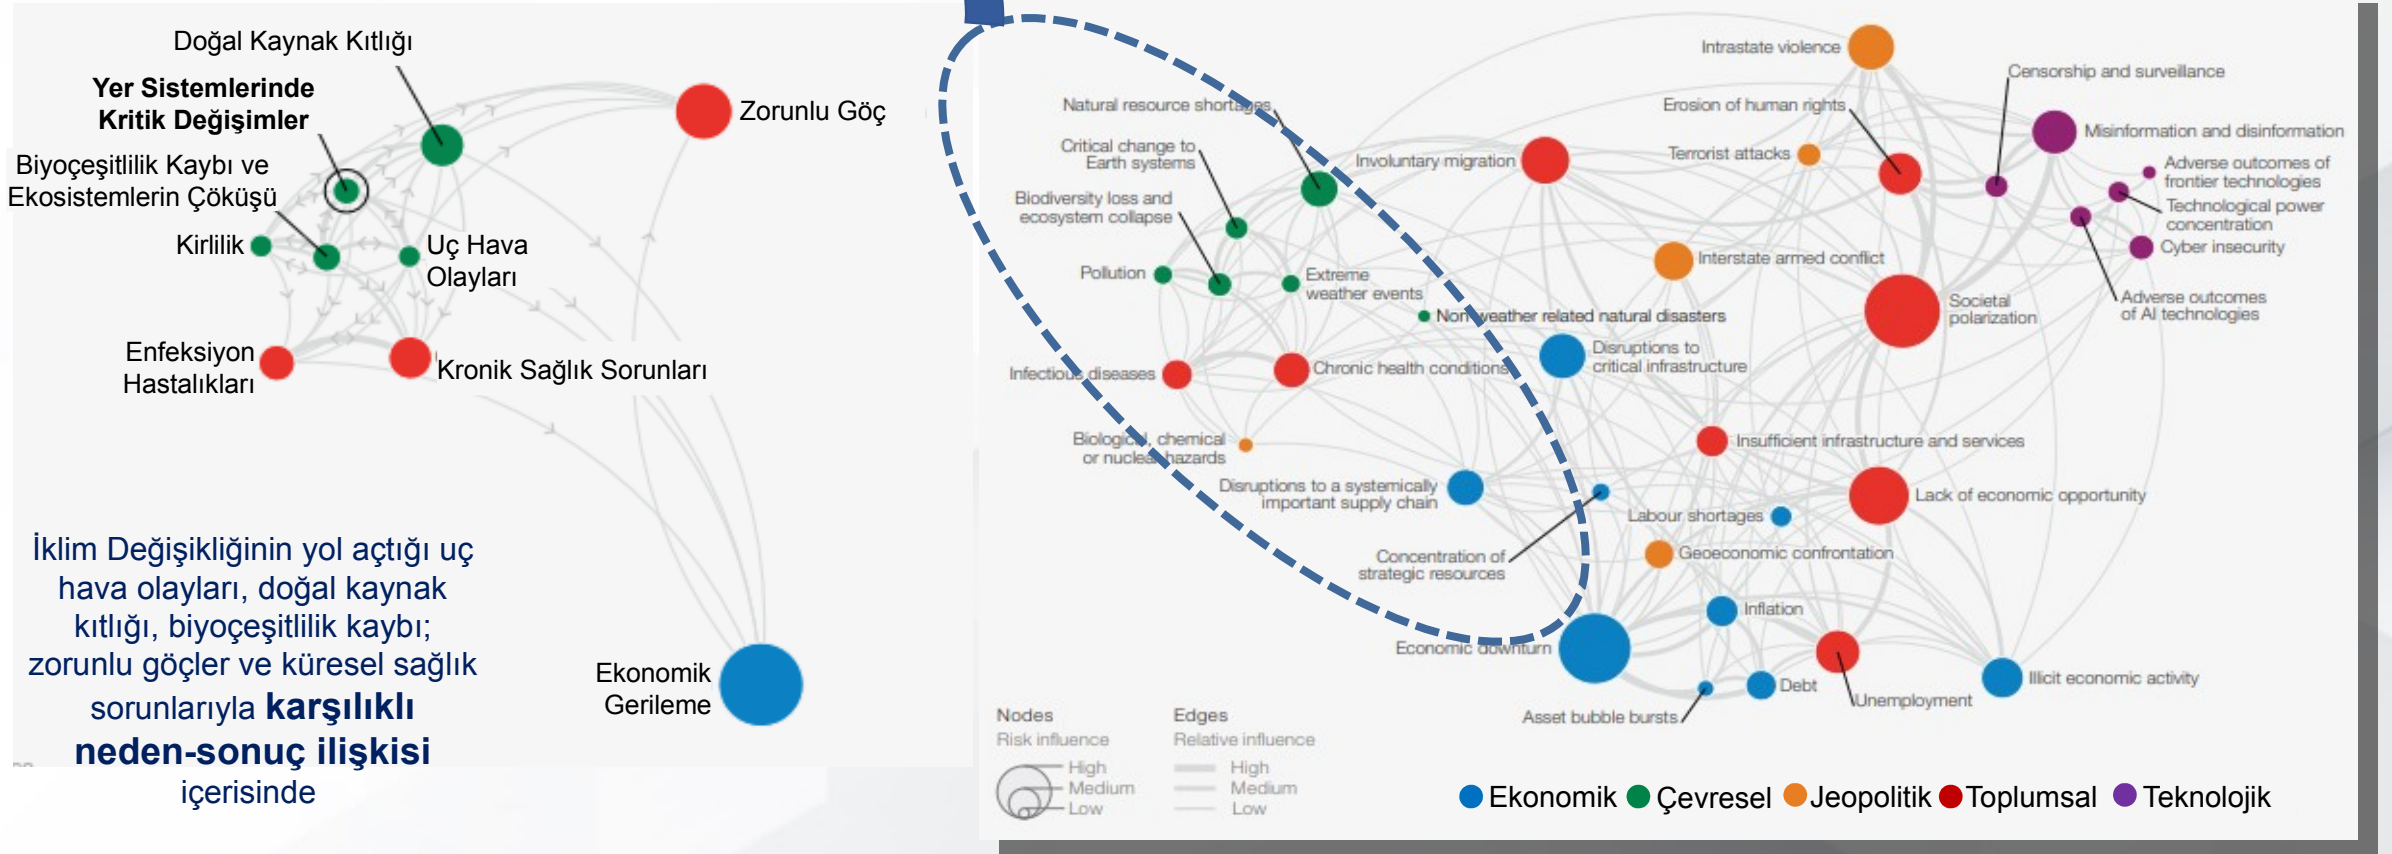 Doğal Kaynak Kıtlığı
Yer Sistemlerinde
Kritik Değişimler
Biyoçeşitlilik Kaybı ve
Ekosistemlerin Çöküşü
Kirlilik
Uç Hava
Olayları
Zorunlu Göç
Enfeksiyon
Hastalıkları
Kronik Sağlık Sorunları
Ekonomik
Gerileme
İklim Değişikliğinin yol açtığı uç
hava olayları, doğal kaynak
kıtlığı, biyoçeşitlilik kaybı;
zorunlu göçler ve küresel sağlık
sorunlarıyla karşılıklı
neden-sonuç ilişkisi
içerisinde
Intrastate violence
Censorship and surveillance
Natural resource shortages
Erosion of human rights
Misinformation and disinformation
Critical change to
Earth systems
Involuntary migration
Terrorist attacks
Adverse outcomes of
frontier technologies
Biodiversity loss and
ecosystem collapse
Technological power
concentration
Cyber insecurity
Pollution
Extreme
weather events
Interstate armed conflict
Societal
polarization
Adverse outcomes
of AI technologies
Non-weather related natural disasters
Disruptions to
critical infrastructure
Infectious diseases
Chronic health conditions
Biological, chemical
or nuclear hazards
Insufficient infrastructure and services
Disruptions to a systemically
important supply chain
Lack of economic opportunity
Labour shortages
Concentration of
strategic resources
Geoeconomic confrontation
Inflation
Economic downturn
Debt
Illicit economic activity
Unemployment
Asset bubble bursts
Nodes
Risk influence
High
Medium
Low
Edges
Relative influence
High
Medium
Low
Ekonomik Çevresel Jeopolitik Toplumsal Teknolojik